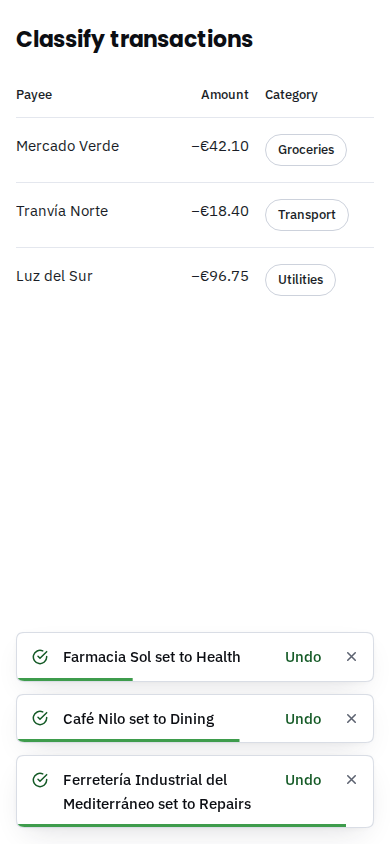 Classify transactions
Payee Amount Category
Mercado Verde −€42.10 Groceries
Tranvía Norte −€18.40 Transport
Luz del Sur −€96.75 Utilities
Farmacia Sol set to Health Undo
Café Nilo set to Dining Undo
Ferretería Industrial del Undo
Mediterráneo set to Repairs